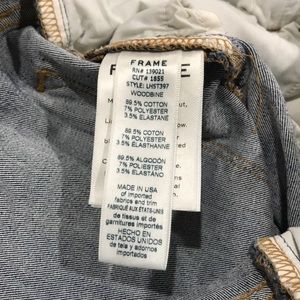 FRAME
RN# 139021
CUT# 1855
STYLE: LHST397
WOODBINE
89.5% COTTON
7% POLYESTER
3.5% ELASTANE
89.5% COTON
7% POLYESTER
3.5% ELASTHANNE
89.5% ALGODÓN
7% POLIESTER
3.5% ELASTANO
MADE IN USA
of imported
fabrics and trim
FABRIQUÉ AUX ÉTATS-UNIS
de tissus et de
garnitures importés
HECHO EN
ESTADOS UNIDOS
de tela y adornos
importados